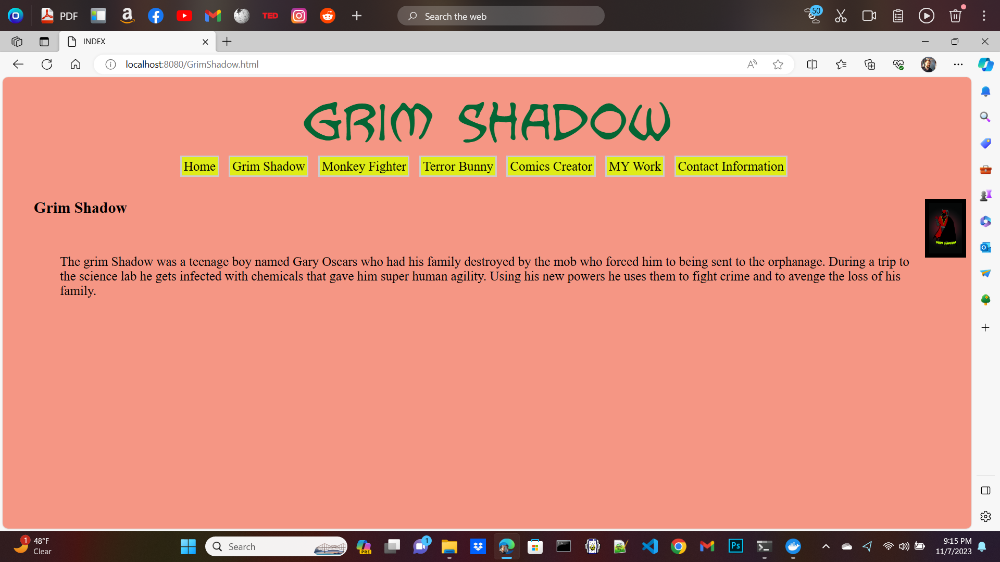 PDF
TED
Search the web
50
INDEX
localhost:8080/GrimShadow.html
GRIM SHADOW
Home
Grim Shadow
Monkey Fighter
Terror Bunny
Comics Creator
MY Work
Contact Information
Grim Shadow
GRIM SHADOW
The grim Shadow was a teenage boy named Gary Oscars who had his family destroyed by the mob who forced him to being sent to the orphanage. During a trip to
the science lab he gets infected with chemicals that gave him super human agility. Using his new powers he uses them to fight crime and to avenge the loss of his
family.
1
48°F
Clear
Search
PRE
1
Ps
9:15 PM
11/7/2023